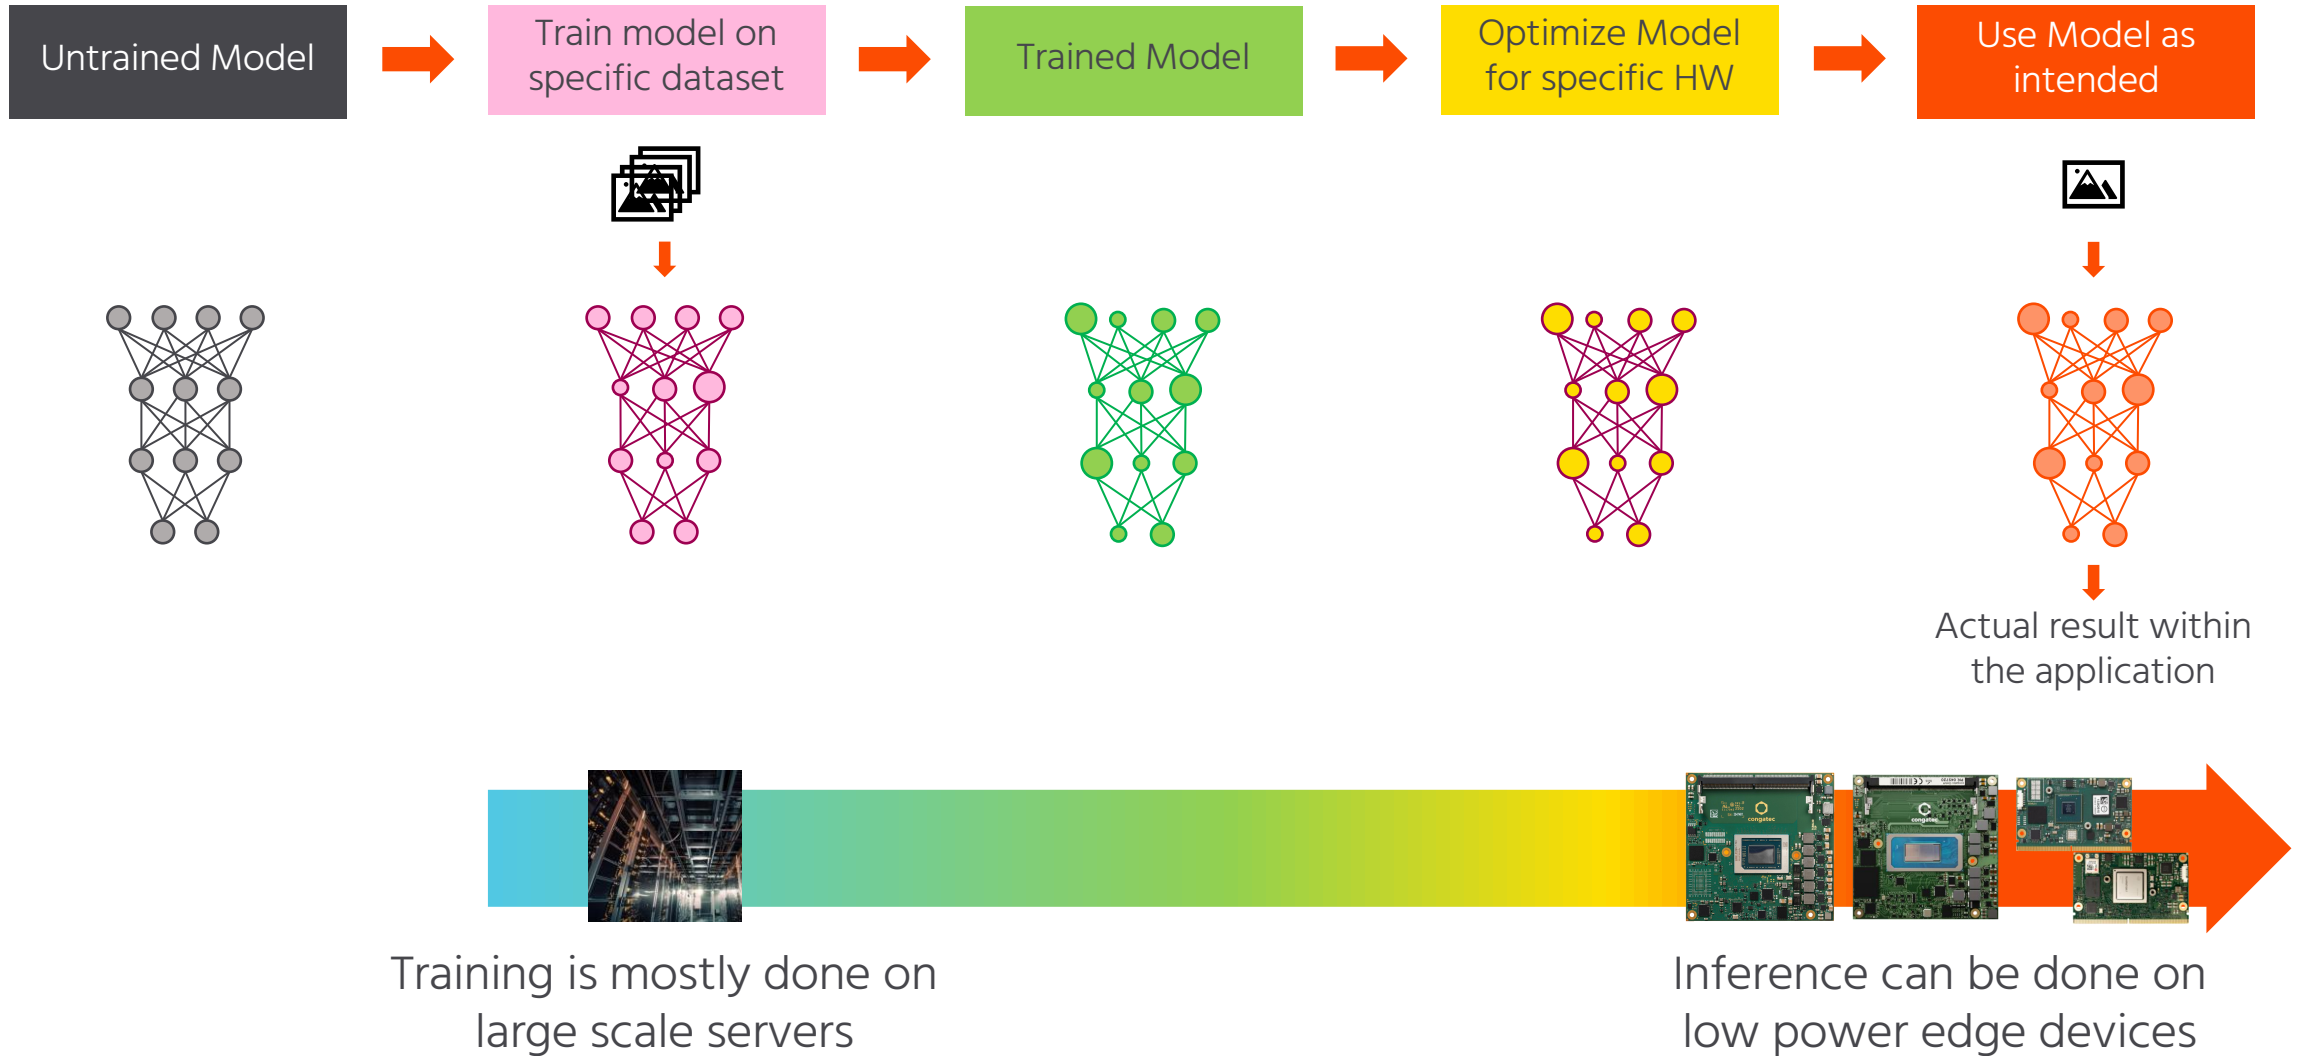 Untrained Model
Train model on
specific dataset
Trained Model
Optimize Model
for specific HW
Use Model as
intended
Actual result within
the application
congatec
congatec
Training is mostly done on
large scale servers
Inference can be done on
low power edge devices